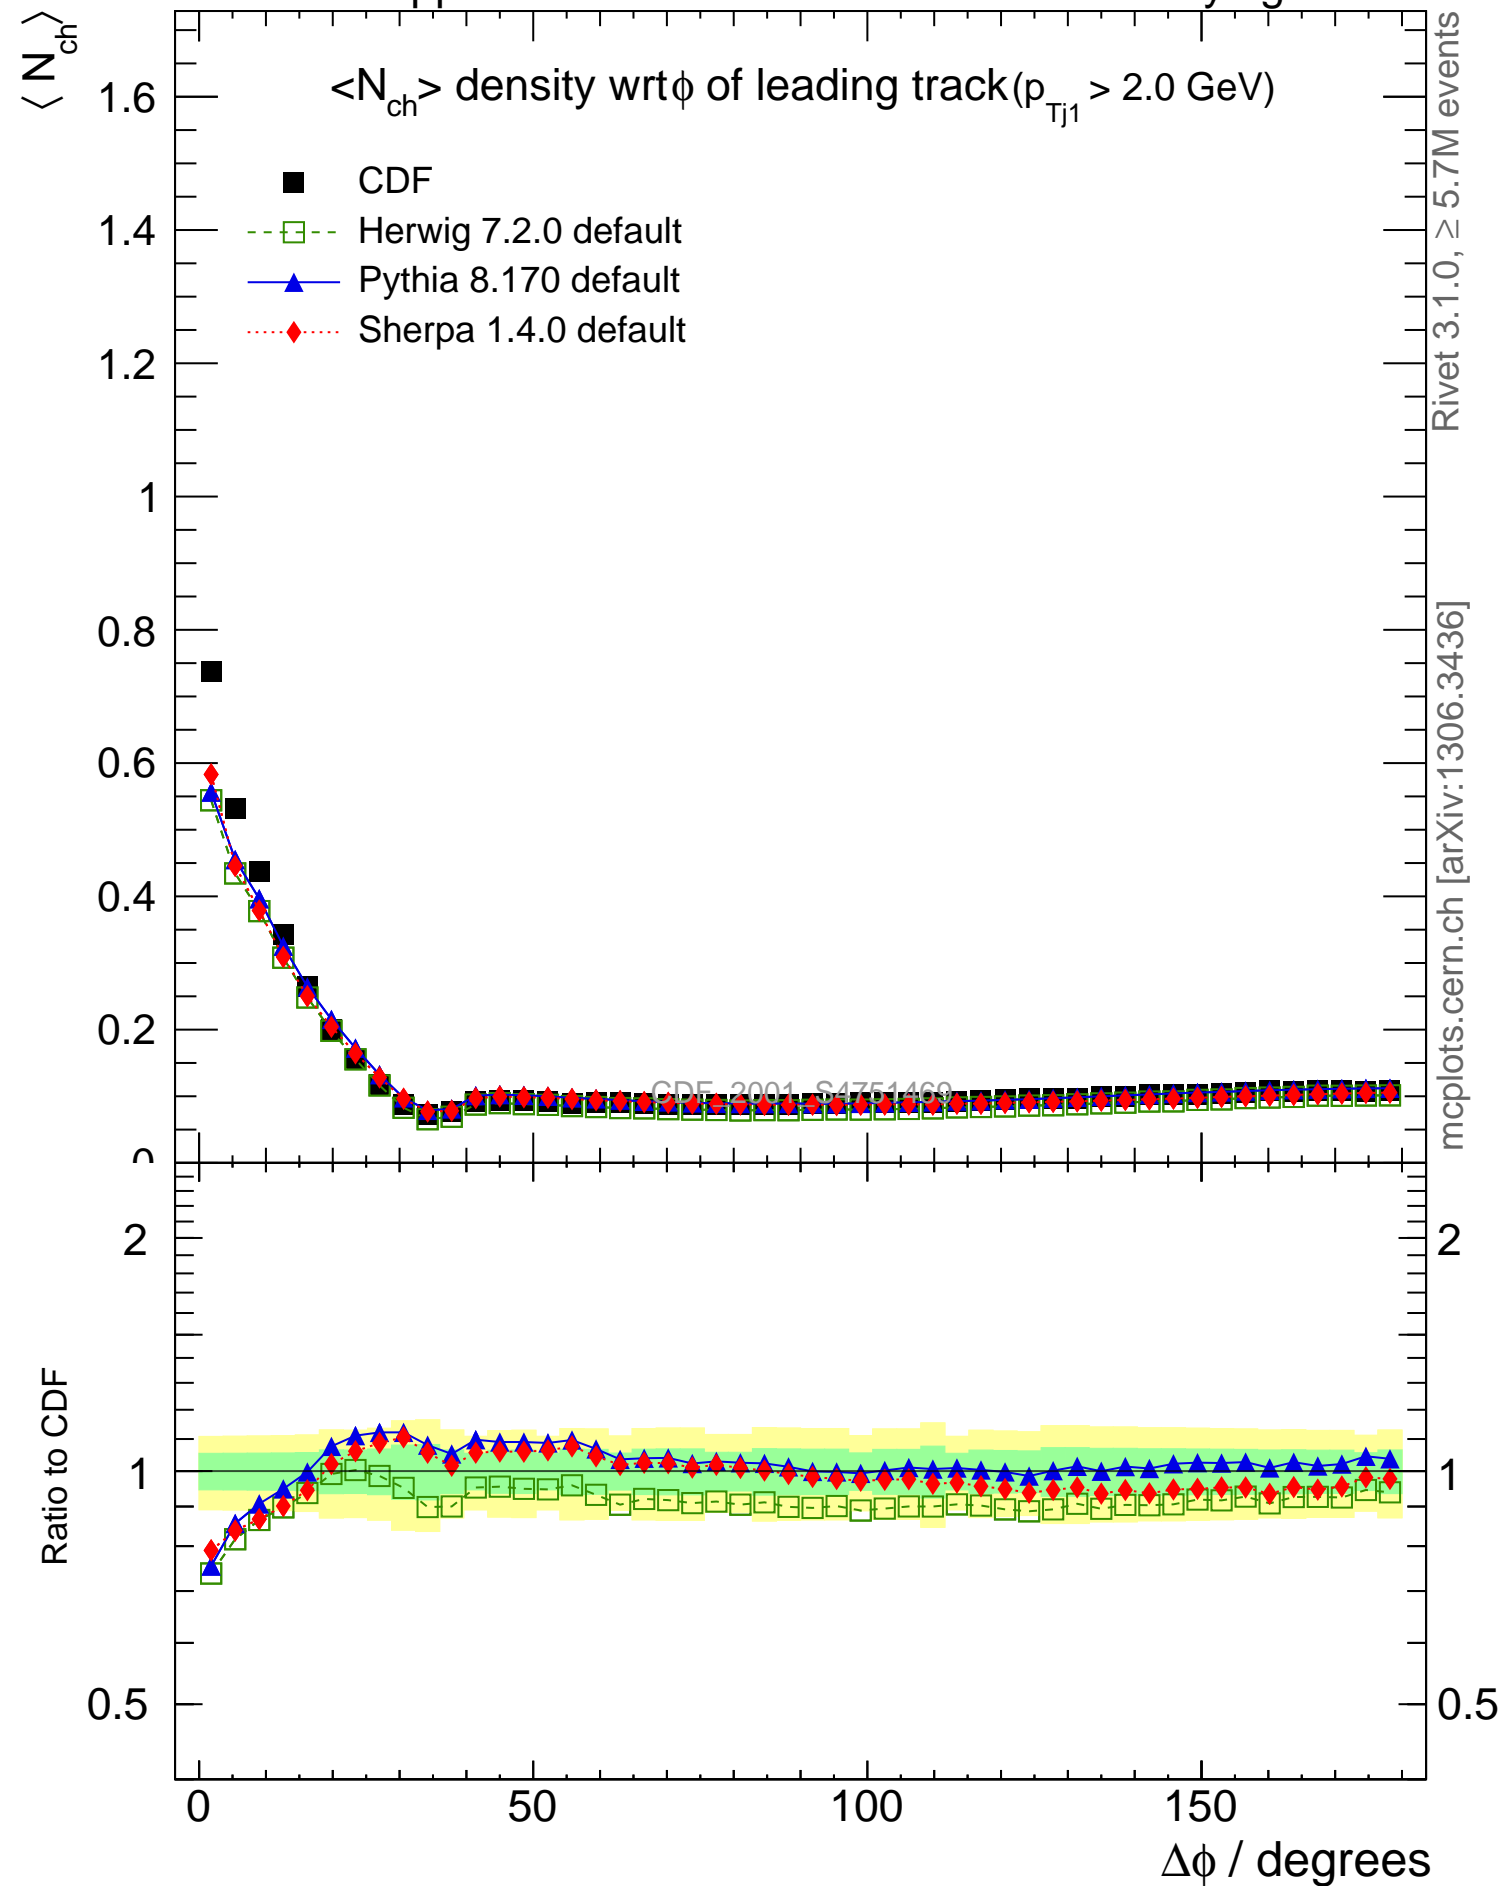 ⟨ N_ch ⟩
<N_ch> density wrt ϕ of leading track (p_Tj1 > 2.0 GeV)
CDF
Herwig 7.2.0 default
Pythia 8.170 default
Sherpa 1.4.0 default
1.6
1.4
1.2
1
0.8
0.6
0.4
0.2
0
CDF_2001_S4751469
Rivet 3.1.0, ≥ 5.7M events
mcplots.cern.ch [arXiv:1306.3436]
Ratio to CDF
2
1
0.5
2
1
0.5
0
50
100
150
Δϕ / degrees